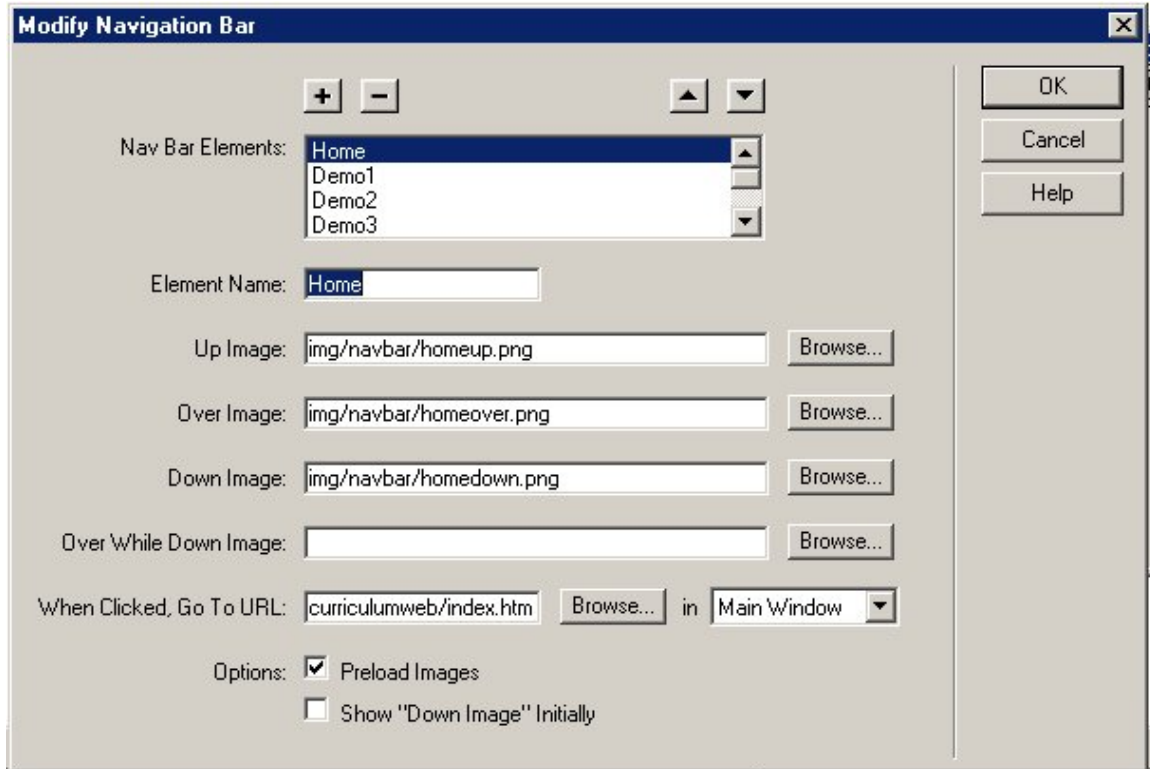 Modify Navigation Bar
OK
Nav Bar Elements: Home
Demo1
Demo2
Demo3
Cancel
Help
Element Name: Home
Up Image: img/navbar/homeup.png Browse...
Over Image: img/navbar/homeover.png Browse...
Down Image: img/navbar/homedown.png Browse...
Over While Down Image: Browse...
When Clicked, Go To URL: curriculumweb/index.htm Browse... in Main Window
Options: Preload Images
Show "Down Image" Initially